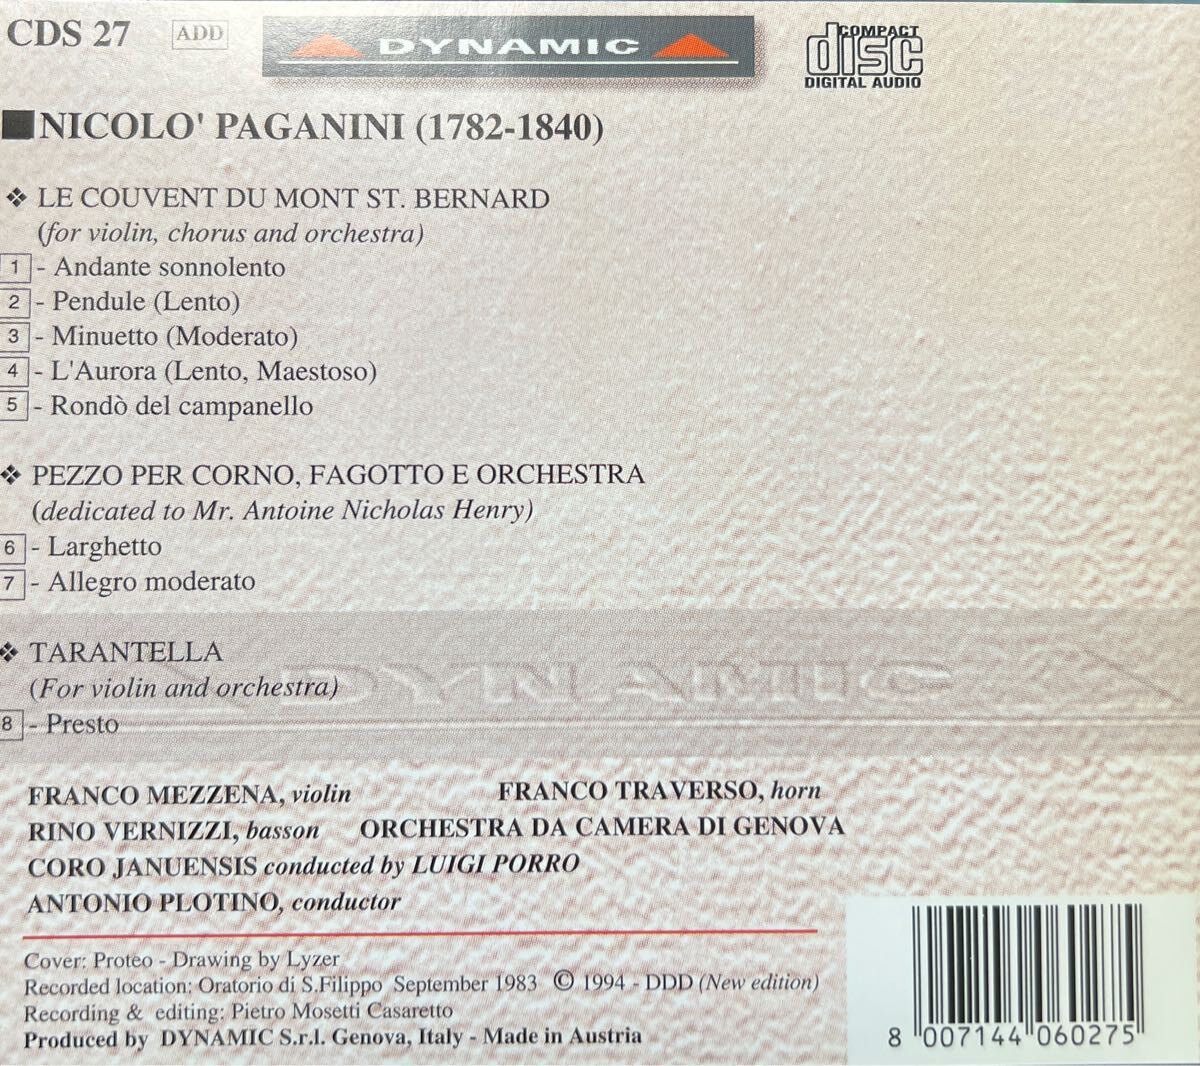 CDS 27 ADD DYNAMIC COMPACT disc DIGITAL AUDIO
NICOLO' PAGANINI (1782-1840)
❖ LE COUVENT DU MONT ST. BERNARD
(for violin, chorus and orchestra)
1 - Andante sonnolento
2 - Pendule (Lento)
3 - Minuetto (Moderato)
4 - L'Aurora (Lento, Maestoso)
5 - Rondò del campanello
❖ PEZZO PER CORNO, FAGOTTO E ORCHESTRA
(dedicated to Mr. Antoine Nicholas Henry)
6 - Larghetto
7 - Allegro moderato
❖ TARANTELLA
(For violin and orchestra)
DYNAMIC
8 - Presto
FRANCO MEZZENA, violin FRANCO TRAVERSO, horn
RINO VERNIZZI, basson ORCHESTRA DA CAMERA DI GENOVA
CORO JANUENSIS conducted by LUIGI PORRO
ANTONIO PLOTINO, conductor
Cover: Proteo - Drawing by Lyzer
Recorded location: Oratorio di S.Filippo September 1983 © 1994 - DDD (New edition)
Recording & editing: Pietro Mosetti Casaretto
Produced by DYNAMIC S.r.l. Genova, Italy - Made in Austria
8 007144 060275